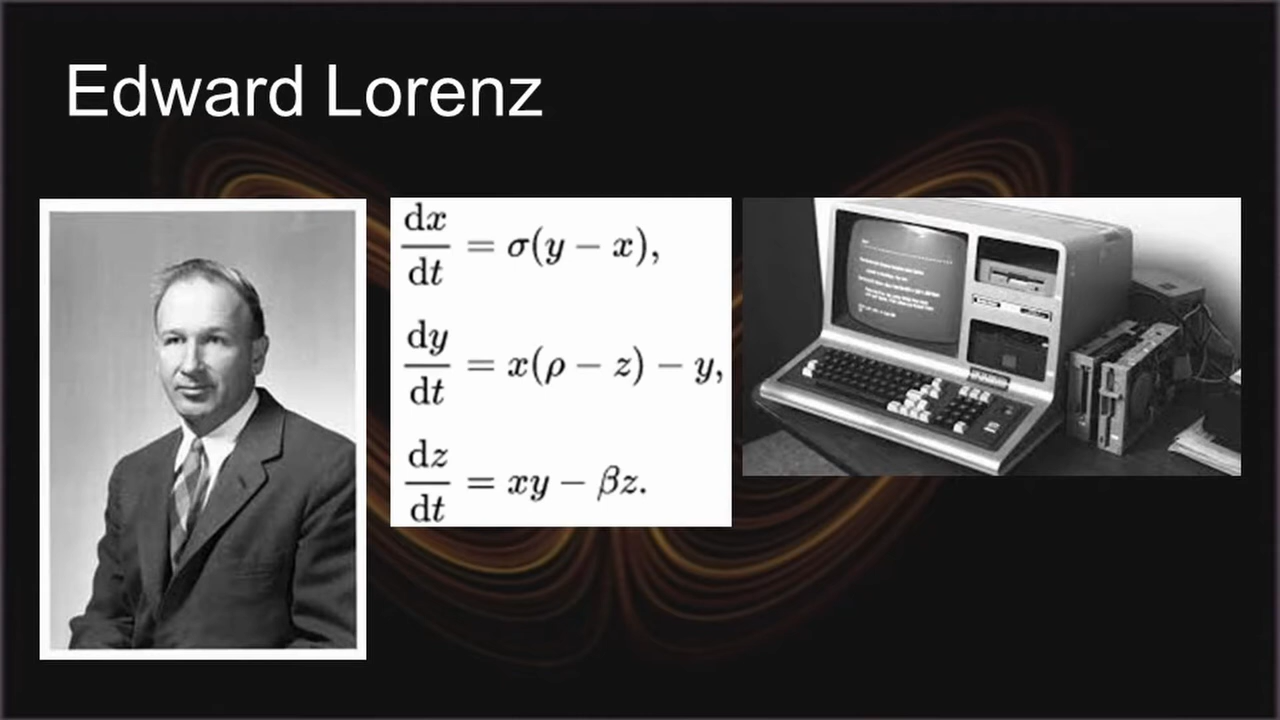 Edward Lorenz
dx/dt = σ(y − x),
dy/dt = x(ρ − z) − y,
dz/dt = xy − βz.